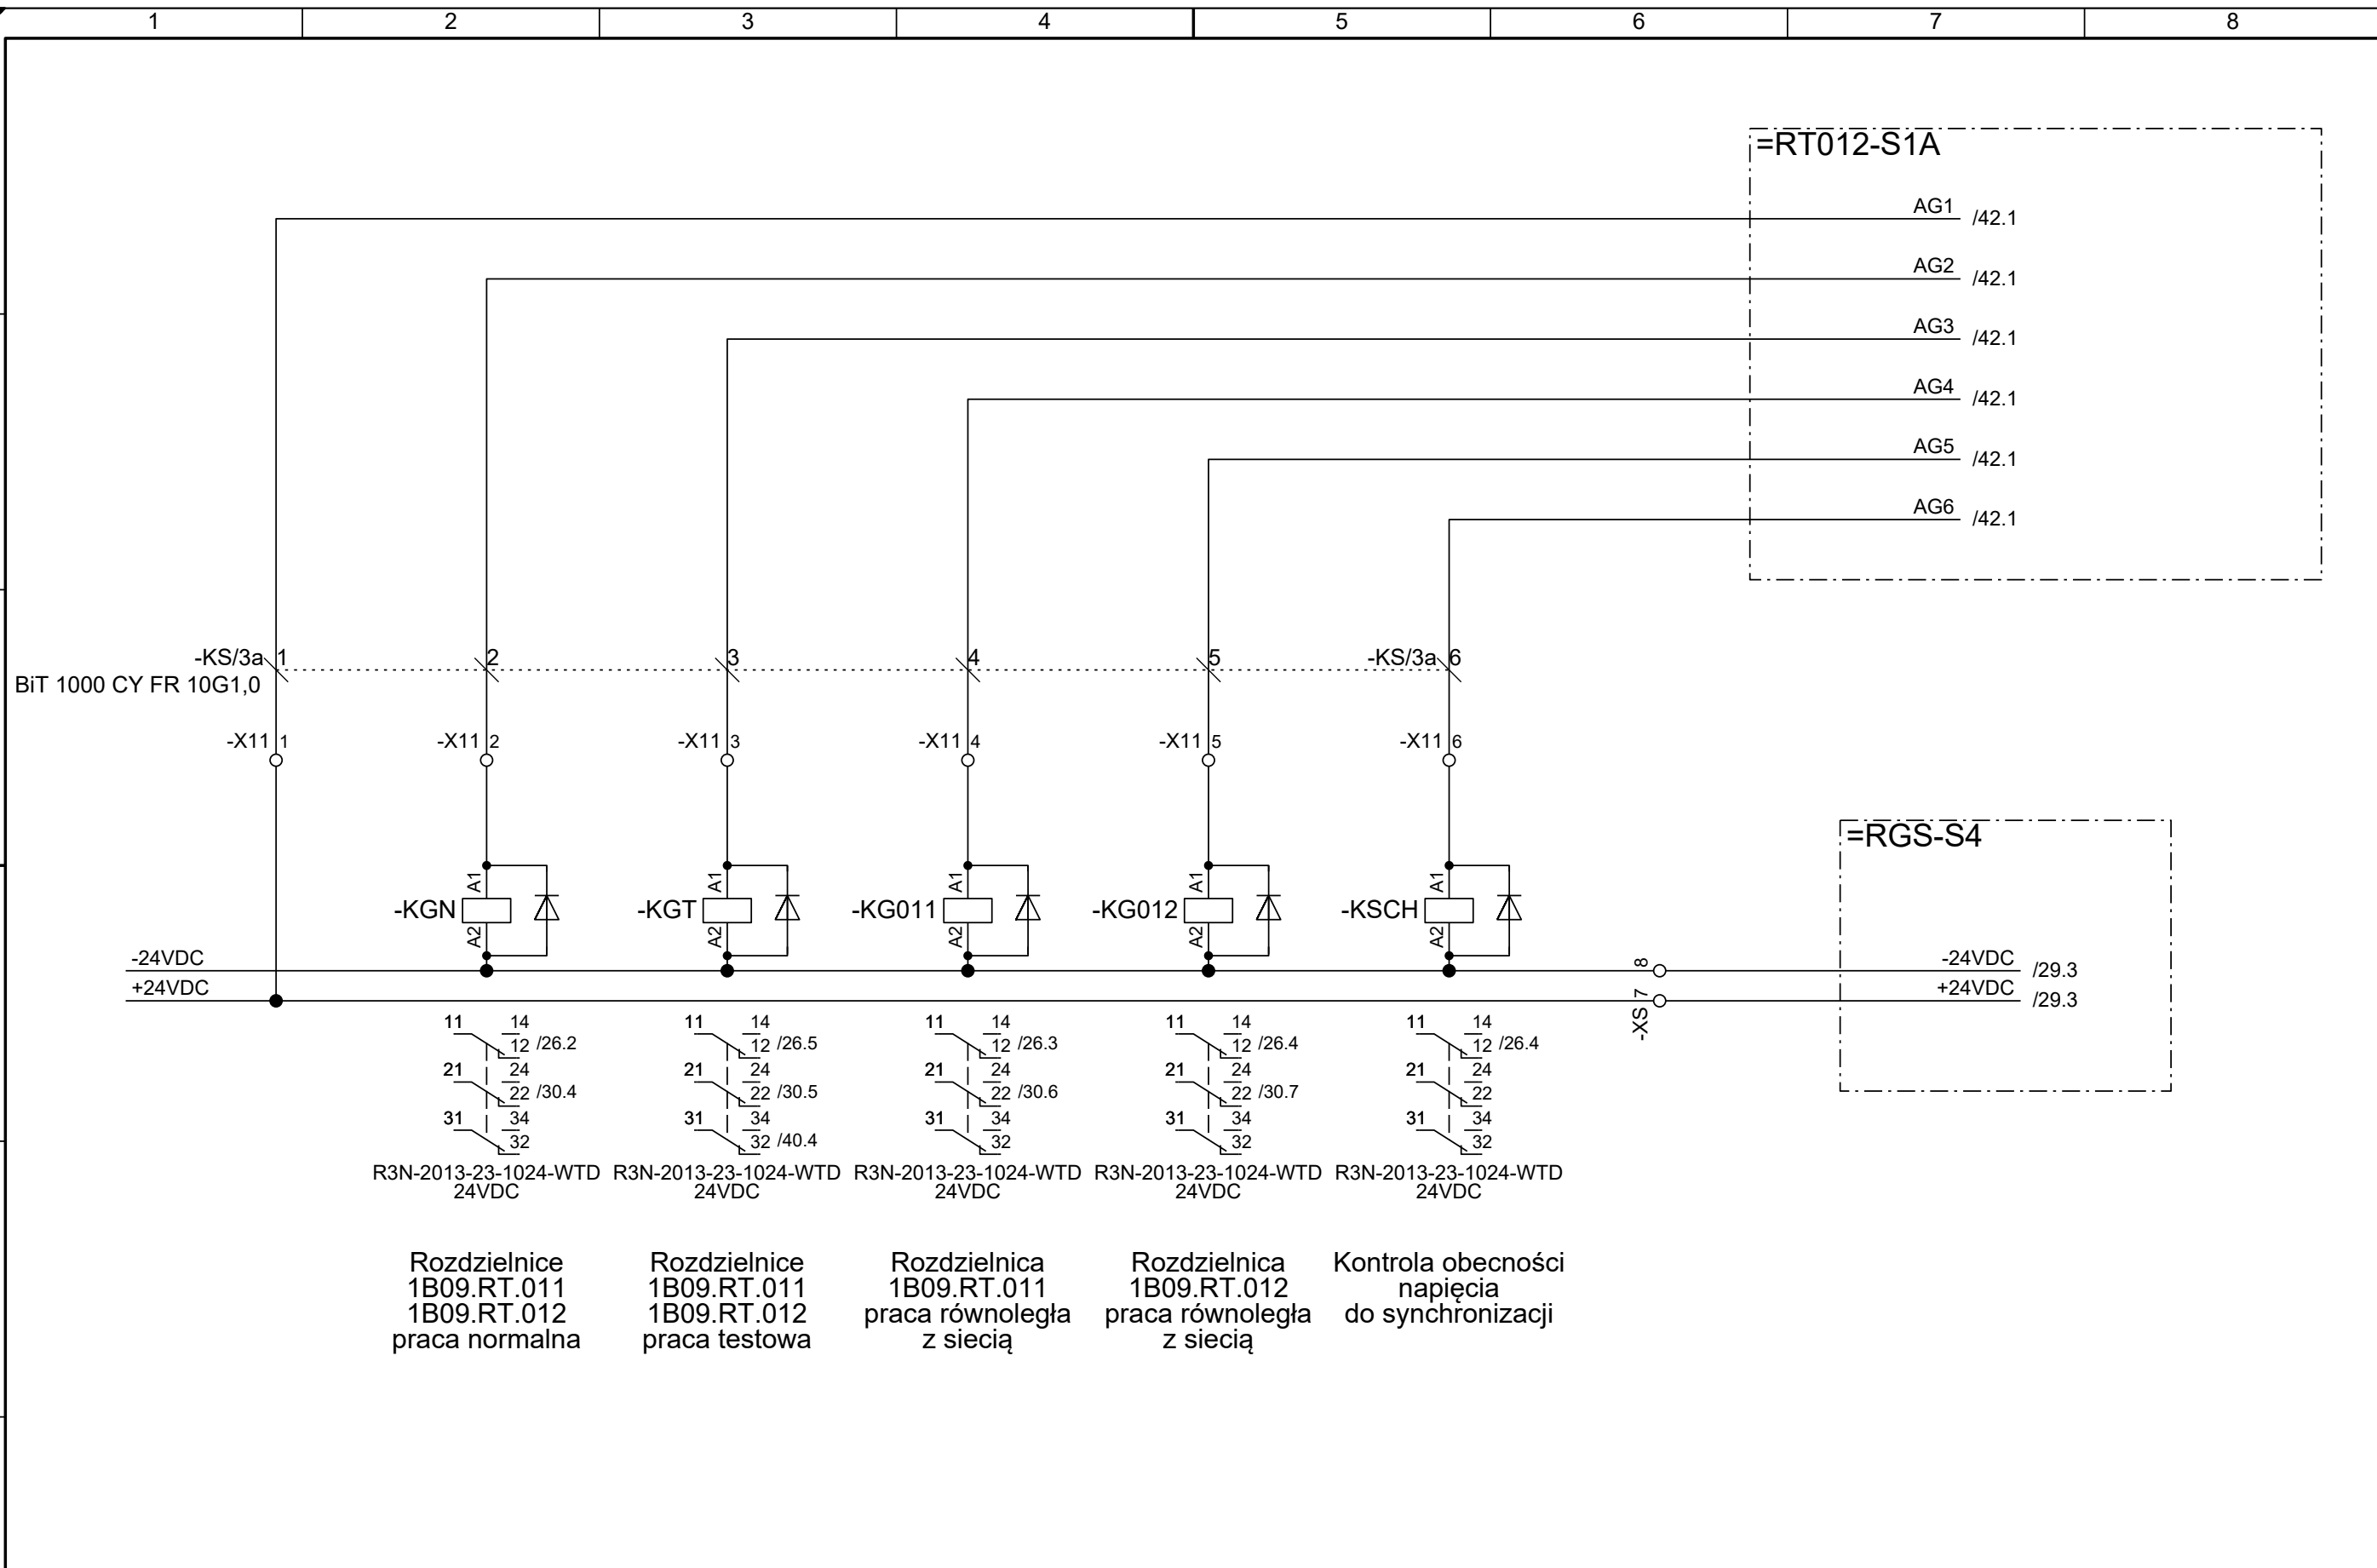 1 2 3 4 5 6 7 8
=RT012-S1A
AG1 /42.1
AG2 /42.1
AG3 /42.1
AG4 /42.1
AG5 /42.1
AG6 /42.1
-KS/3a 1 2 3 4 5 -KS/3a 6
BiT 1000 CY FR 10G1,0
-X11 1 -X11 2 -X11 3 -X11 4 -X11 5 -X11 6
=RGS-S4
A1 A1 A1 A1 A1
-KGN -KGT -KG011 -KG012 -KSCH
A2 A2 A2 A2 A2
-24VDC 8 -24VDC /29.3
+24VDC -XS 7 +24VDC /29.3
11 14 11 14 11 14 11 14 11 14
12 /26.2 12 /26.5 12 /26.3 12 /26.4 12 /26.4
21 24 21 24 21 24 21 24 21 24
22 /30.4 22 /30.5 22 /30.6 22 /30.7 22
31 34 31 34 31 34 31 34 31 34
32 32 /40.4 32 32 32
R3N-2013-23-1024-WTD R3N-2013-23-1024-WTD R3N-2013-23-1024-WTD R3N-2013-23-1024-WTD R3N-2013-23-1024-WTD
24VDC 24VDC 24VDC 24VDC 24VDC
Rozdzielnice
1B09.RT.011
1B09.RT.012
praca normalna
Rozdzielnice
1B09.RT.011
1B09.RT.012
praca testowa
Rozdzielnica
1B09.RT.011
praca równoległa
z siecią
Rozdzielnica
1B09.RT.012
praca równoległa
z siecią
Kontrola obecności
napięcia
do synchronizacji